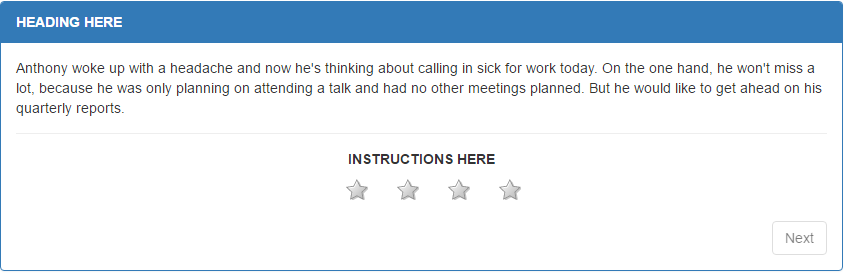 HEADING HERE
Anthony woke up with a headache and now he's thinking about calling in sick for work today. On the one hand, he won't miss a
lot, because he was only planning on attending a talk and had no other meetings planned. But he would like to get ahead on his
quarterly reports.
INSTRUCTIONS HERE
Next